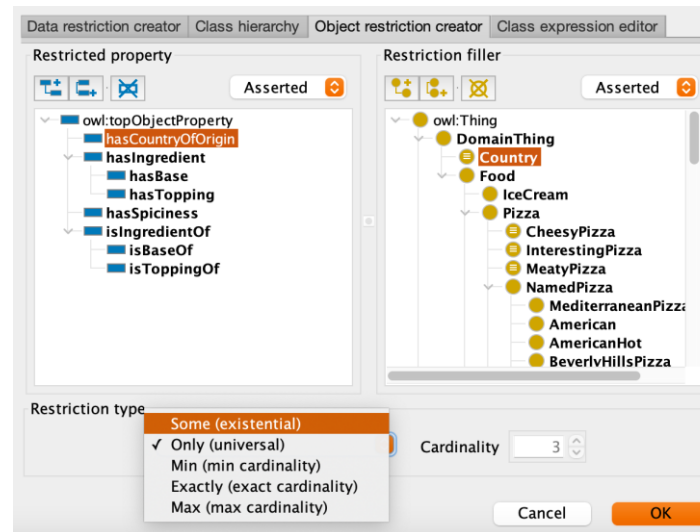 Data restriction creator Class hierarchy Object restriction creator Class expression editor
Restricted property
Asserted
owl:topObjectProperty
hasCountryOfOrigin
hasIngredient
hasBase
hasTopping
hasSpiciness
isIngredientOf
isBaseOf
isToppingOf
Restriction filler
Asserted
owl:Thing
DomainThing
Country
Food
IceCream
Pizza
CheesyPizza
InterestingPizza
MeatyPizza
NamedPizza
MediterraneanPizza
American
AmericanHot
BeverlyHillsPizza
Restriction type
Some (existential)
✓ Only (universal)
Min (min cardinality)
Exactly (exact cardinality)
Max (max cardinality)
Cardinality 3
Cancel OK